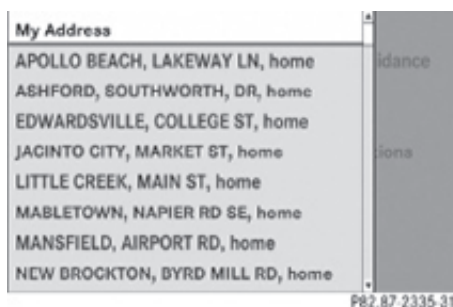 My Address
APOLLO BEACH, LAKEWAY LN, home
idance
ASHFORD, SOUTHWORTH, DR, home
EDWARDSVILLE, COLLEGE ST, home
JACINTO CITY, MARKET ST, home
ions
LITTLE CREEK, MAIN ST, home
MABLETOWN, NAPIER RD SE, home
MANSFIELD, AIRPORT RD, home
NEW BROCKTON, BYRD MILL RD, home
P82.87-2335-31